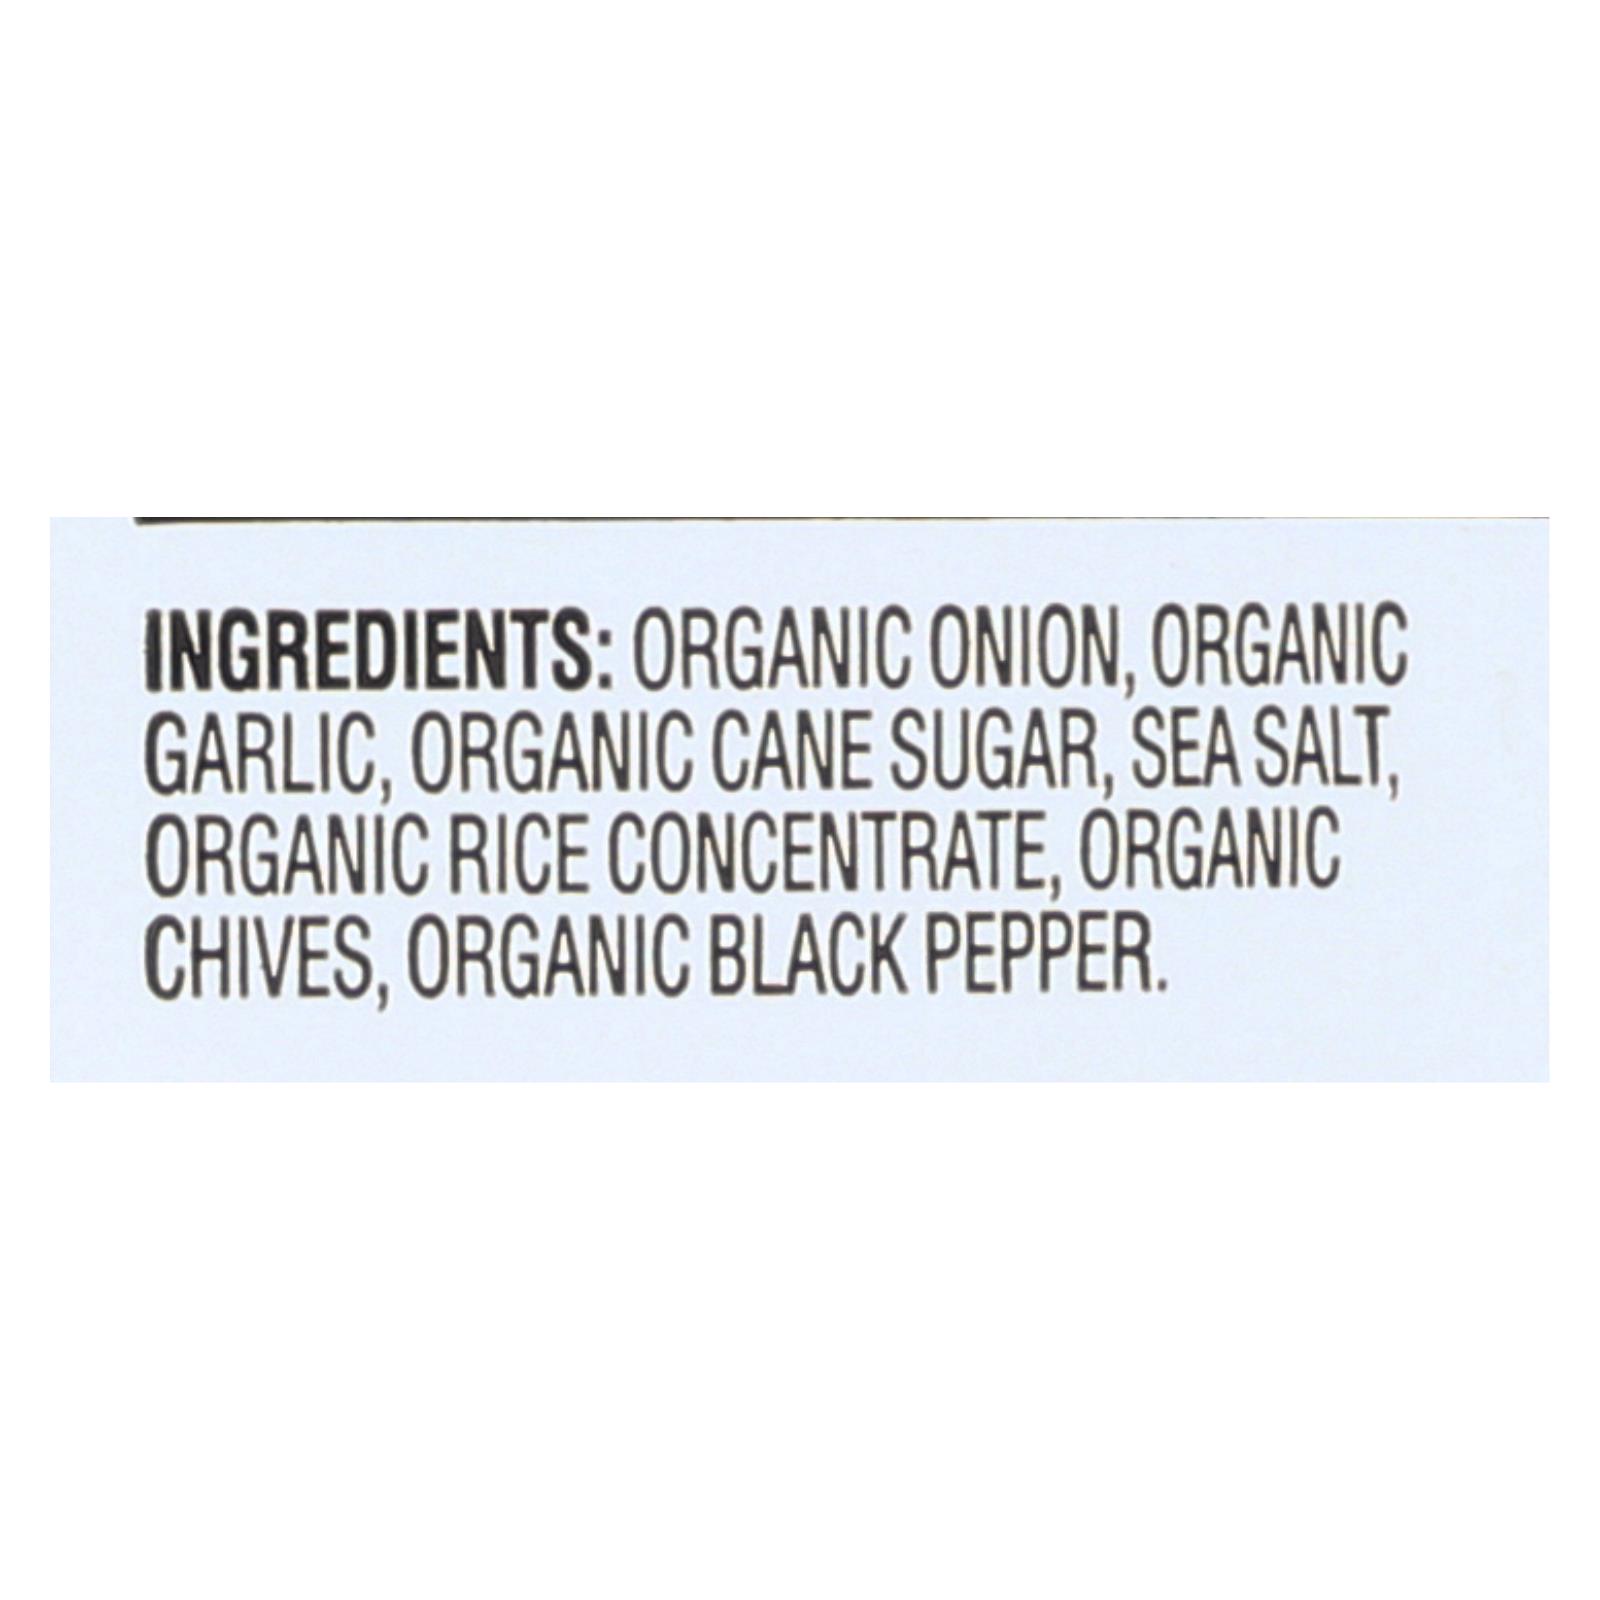 INGREDIENTS: ORGANIC ONION, ORGANIC
GARLIC, ORGANIC CANE SUGAR, SEA SALT,
ORGANIC RICE CONCENTRATE, ORGANIC
CHIVES, ORGANIC BLACK PEPPER.